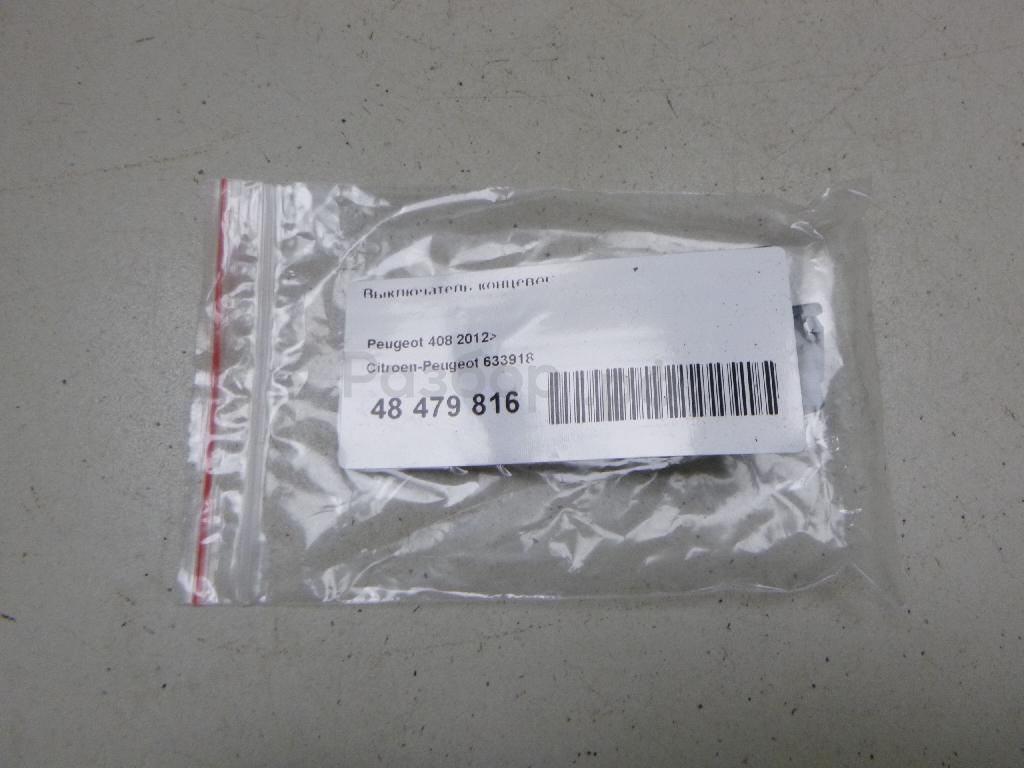 Выключатель концевой
Peugeot 408 2012>
Citroen-Peugeot 633918
48 479 816